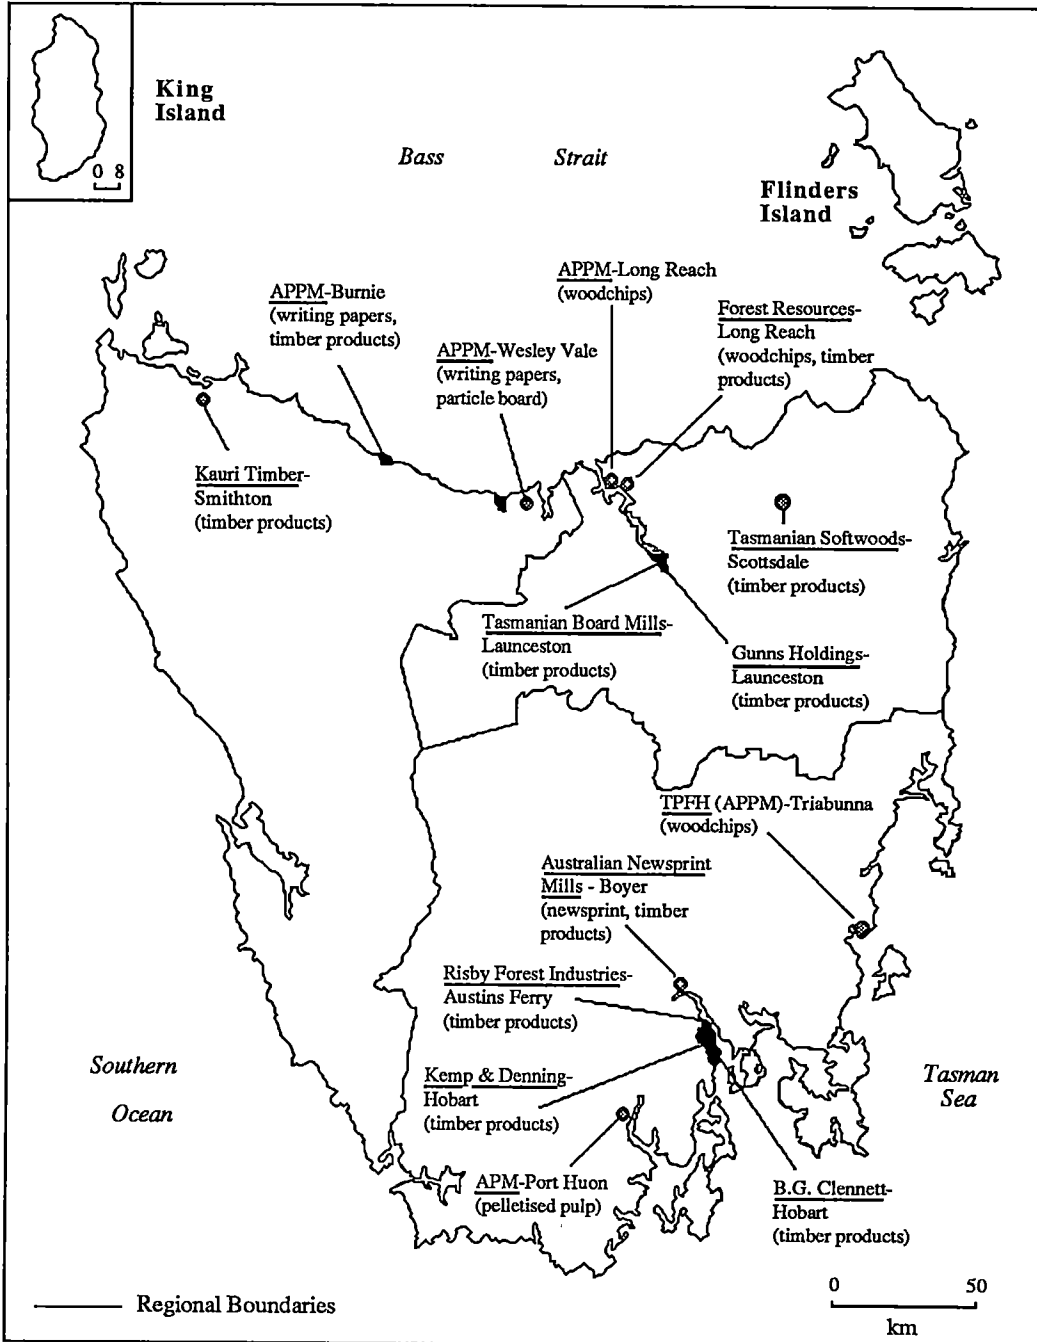 King
Island
0 8
Bass Strait
Flinders
Island
APPM-Long Reach
(woodchips)
APPM-Burnie
(writing papers,
timber products)
Forest Resources-
Long Reach
(woodchips, timber
products)
APPM-Wesley Vale
(writing papers,
particle board)
Kauri Timber-
Smithton
(timber products)
Tasmanian Softwoods-
Scottsdale
(timber products)
Tasmanian Board Mills-
Launceston
(timber products)
Gunns Holdings-
Launceston
(timber products)
TPFH (APPM)-Triabunna
(woodchips)
Australian Newsprint
Mills - Boyer
(newsprint, timber
products)
Risby Forest Industries-
Austins Ferry
(timber products)
Southern
Ocean
Kemp & Denning-
Hobart
(timber products)
Tasman
Sea
APM-Port Huon
(pelletised pulp)
B.G. Clennett-
Hobart
(timber products)
Regional Boundaries
0 50
km